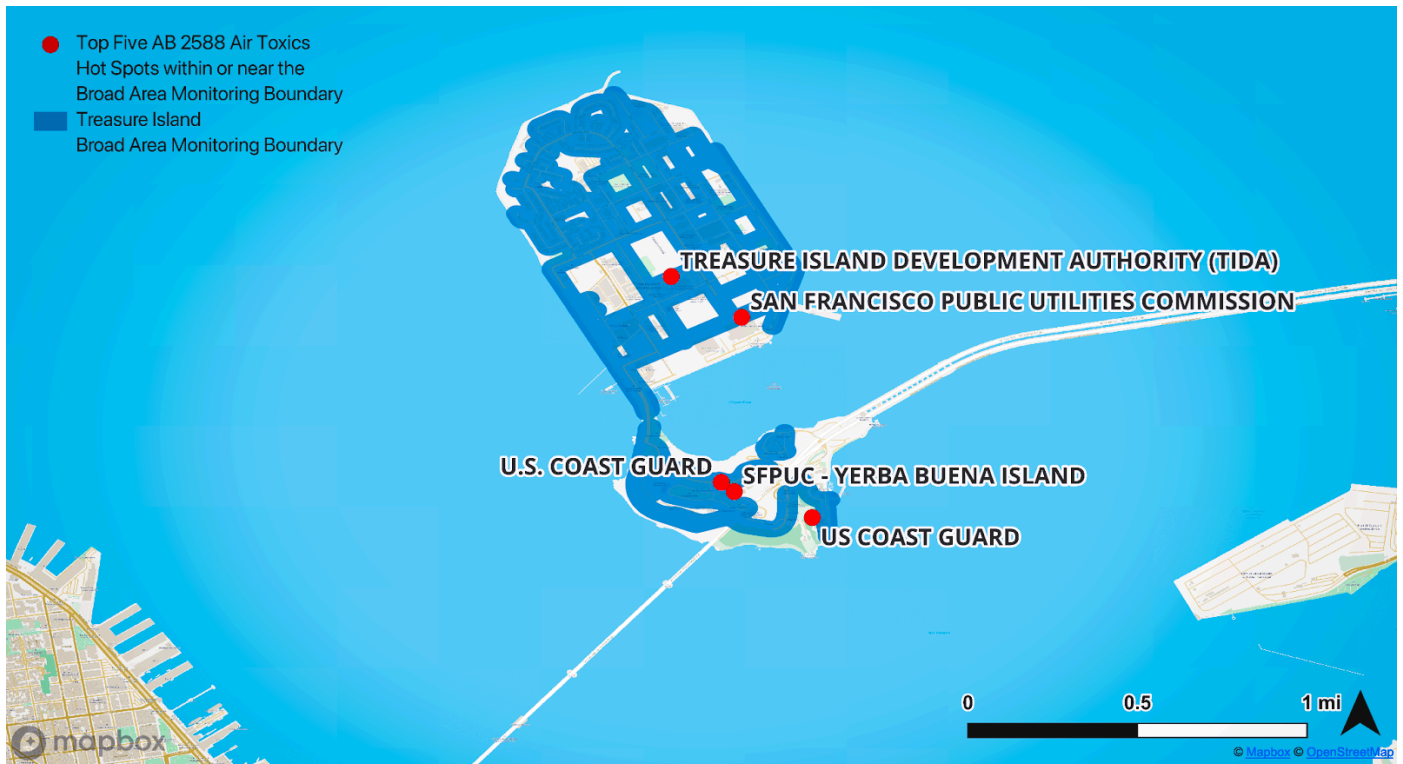 Top Five AB 2588 Air Toxics
Hot Spots within or near the
Broad Area Monitoring Boundary
Treasure Island
Broad Area Monitoring Boundary
TREASURE ISLAND DEVELOPMENT AUTHORITY (TIDA)
SAN FRANCISCO PUBLIC UTILITIES COMMISSION
U.S. COAST GUARD
SFPUC - YERBA BUENA ISLAND
US COAST GUARD
0 0.5 1 mi
mapbox
© Mapbox © OpenStreetMap